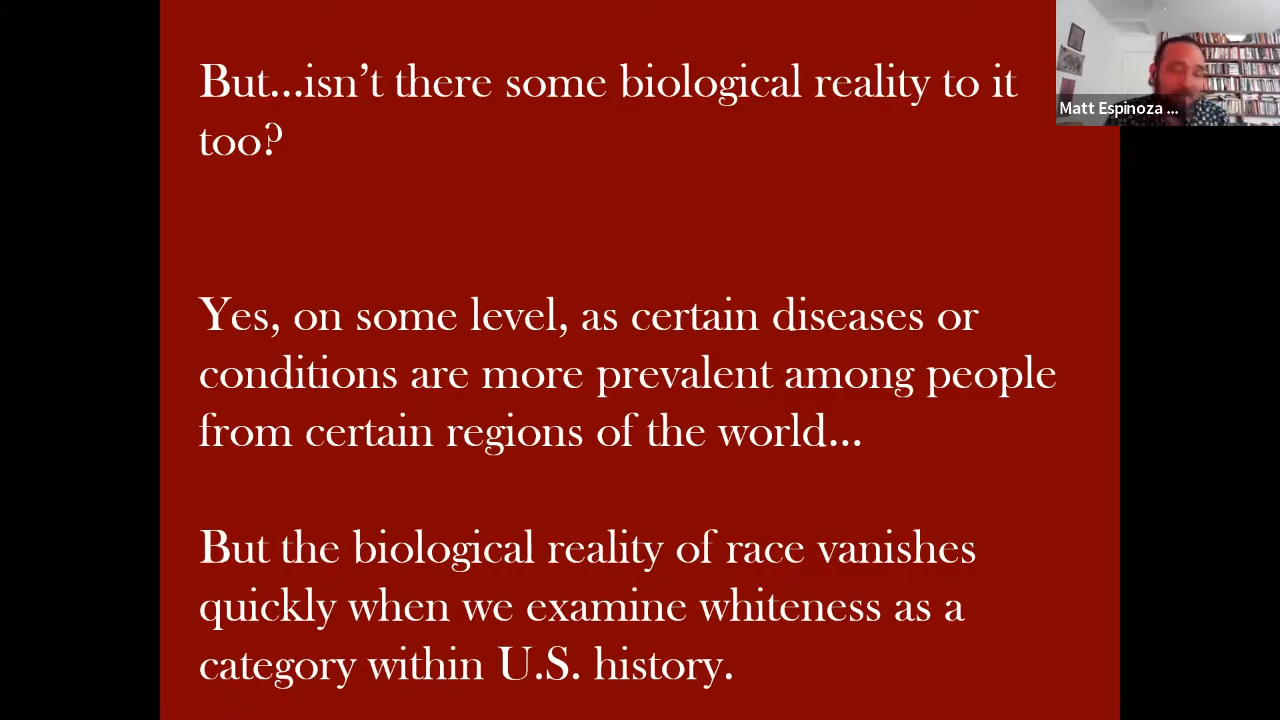 But...isn't there some biological reality to it
too?
Matt Espinoza ...
Yes, on some level, as certain diseases or
conditions are more prevalent among people
from certain regions of the world...
But the biological reality of race vanishes
quickly when we examine whiteness as a
category within U.S. history.